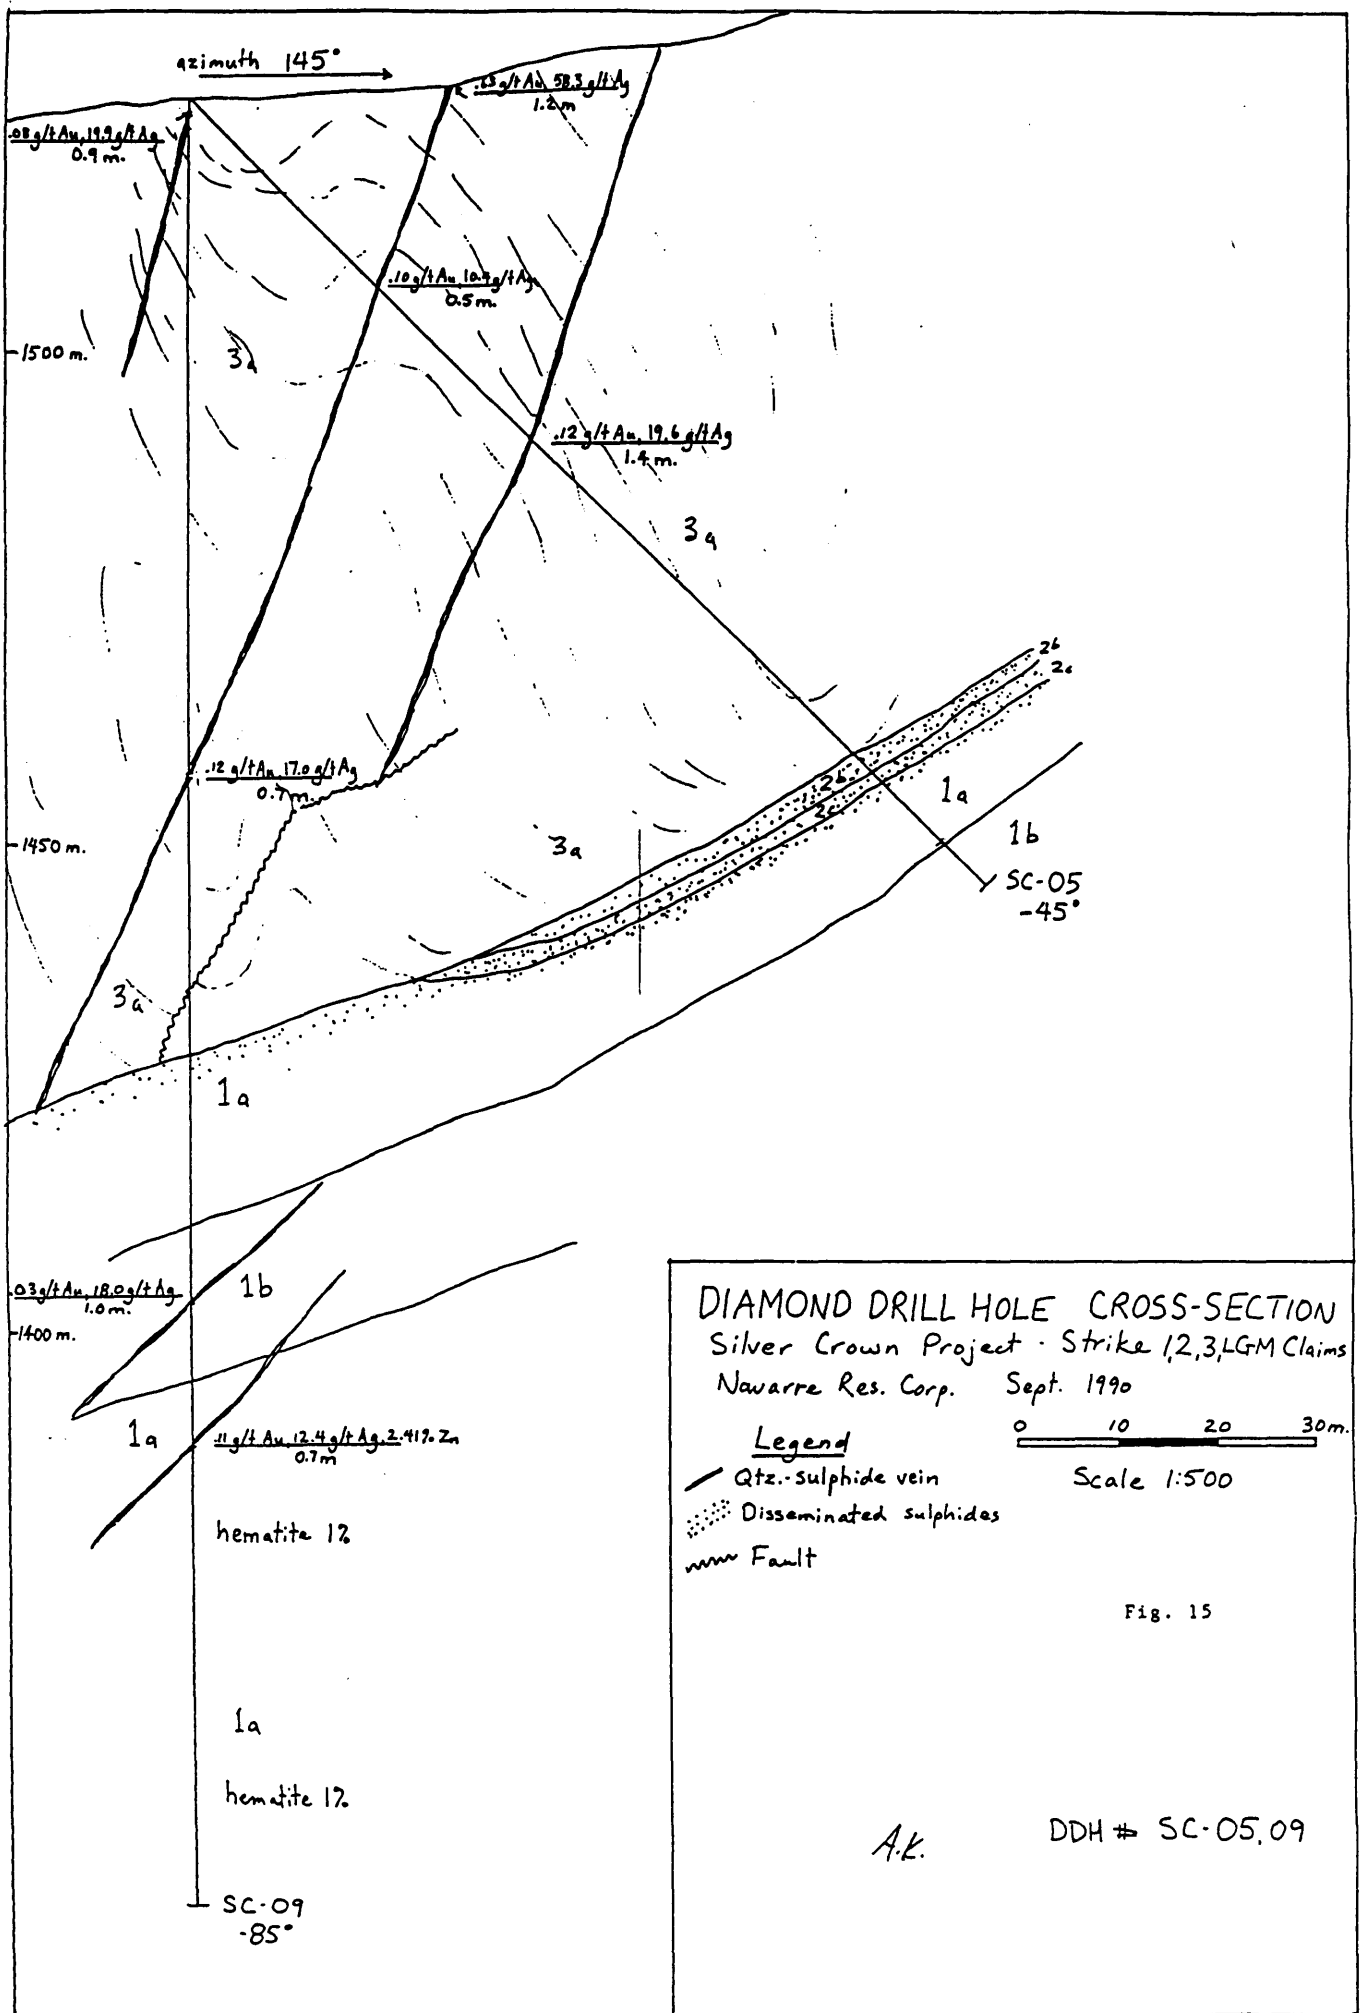 azimuth 145°
.63 g/t Au, 58.3 g/t Ag
1.2 m
.08 g/t Au, 19.9 g/t Ag
0.9 m.
.10 g/t Au, 10.4 g/t Ag
0.5 m.
1500 m.
3a
.12 g/t Au, 19.6 g/t Ag
1.4 m.
3a
2b
2c
.12 g/t Au, 17.0 g/t Ag
0.7 m.
2b
1a
2c
1b
1450 m.
3a
SC-05
-45°
3a
1a
.03 g/t Au, 18.0 g/t Ag
1.0 m.
1b
1400 m.
1a
.11 g/t Au, 12.4 g/t Ag, 2.41% Zn
0.7 m
hematite 1%
1a
hematite 1%
SC-09
-85°
DIAMOND DRILL HOLE CROSS-SECTION
Silver Crown Project - Strike 1,2,3, LGM Claims
Navarre Res. Corp. Sept. 1990
0 10 20 30 m.
Legend
Qtz.-sulphide vein
Scale 1:500
Disseminated sulphides
Fault
Fig. 15
A.K.
DDH # SC-05,09